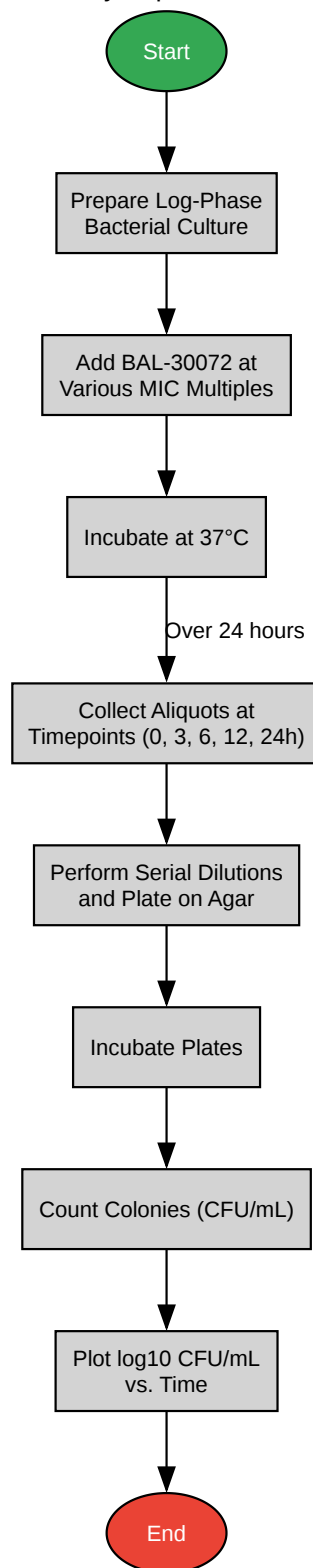 Start
Prepare Log-Phase
Bacterial Culture
Add BAL-30072 at
Various MIC Multiples
Incubate at 37°C
Over 24 hours
Collect Aliquots at
Timepoints (0, 3, 6, 12, 24h)
Perform Serial Dilutions
and Plate on Agar
Incubate Plates
Count Colonies (CFU/mL)
Plot log10 CFU/mL
vs. Time
End